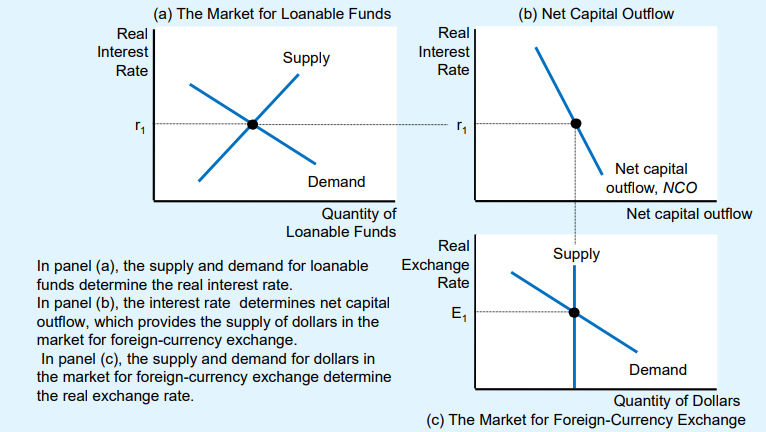 (a) The Market for Loanable Funds
Real
Interest
Rate
Supply
r1
Demand
Quantity of
Loanable Funds
(b) Net Capital Outflow
Real
Interest
Rate
r1
Net capital
outflow, NCO
Net capital outflow
In panel (a), the supply and demand for loanable
funds determine the real interest rate.
In panel (b), the interest rate  determines net capital
outflow, which provides the supply of dollars in the
market for foreign-currency exchange.
In panel (c), the supply and demand for dollars in
the market for foreign-currency exchange determine
the real exchange rate.
Real
Exchange
Rate
Supply
E1
Demand
Quantity of Dollars
(c) The Market for Foreign-Currency Exchange